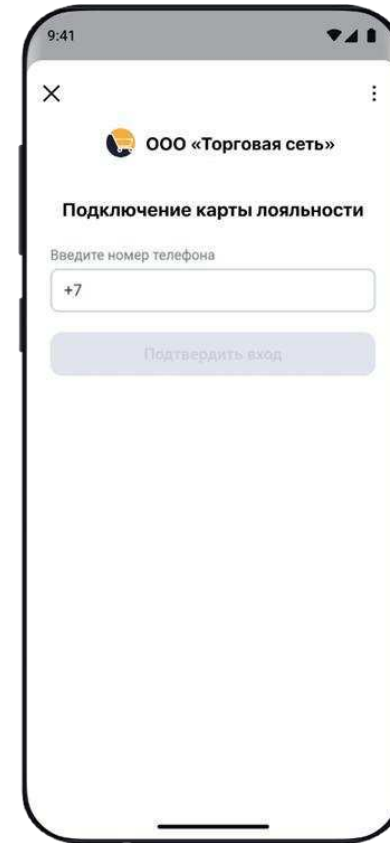 9:41
ООО «Торговая сеть»
Подключение карты лояльности
Введите номер телефона
+7
Подтвердить вход